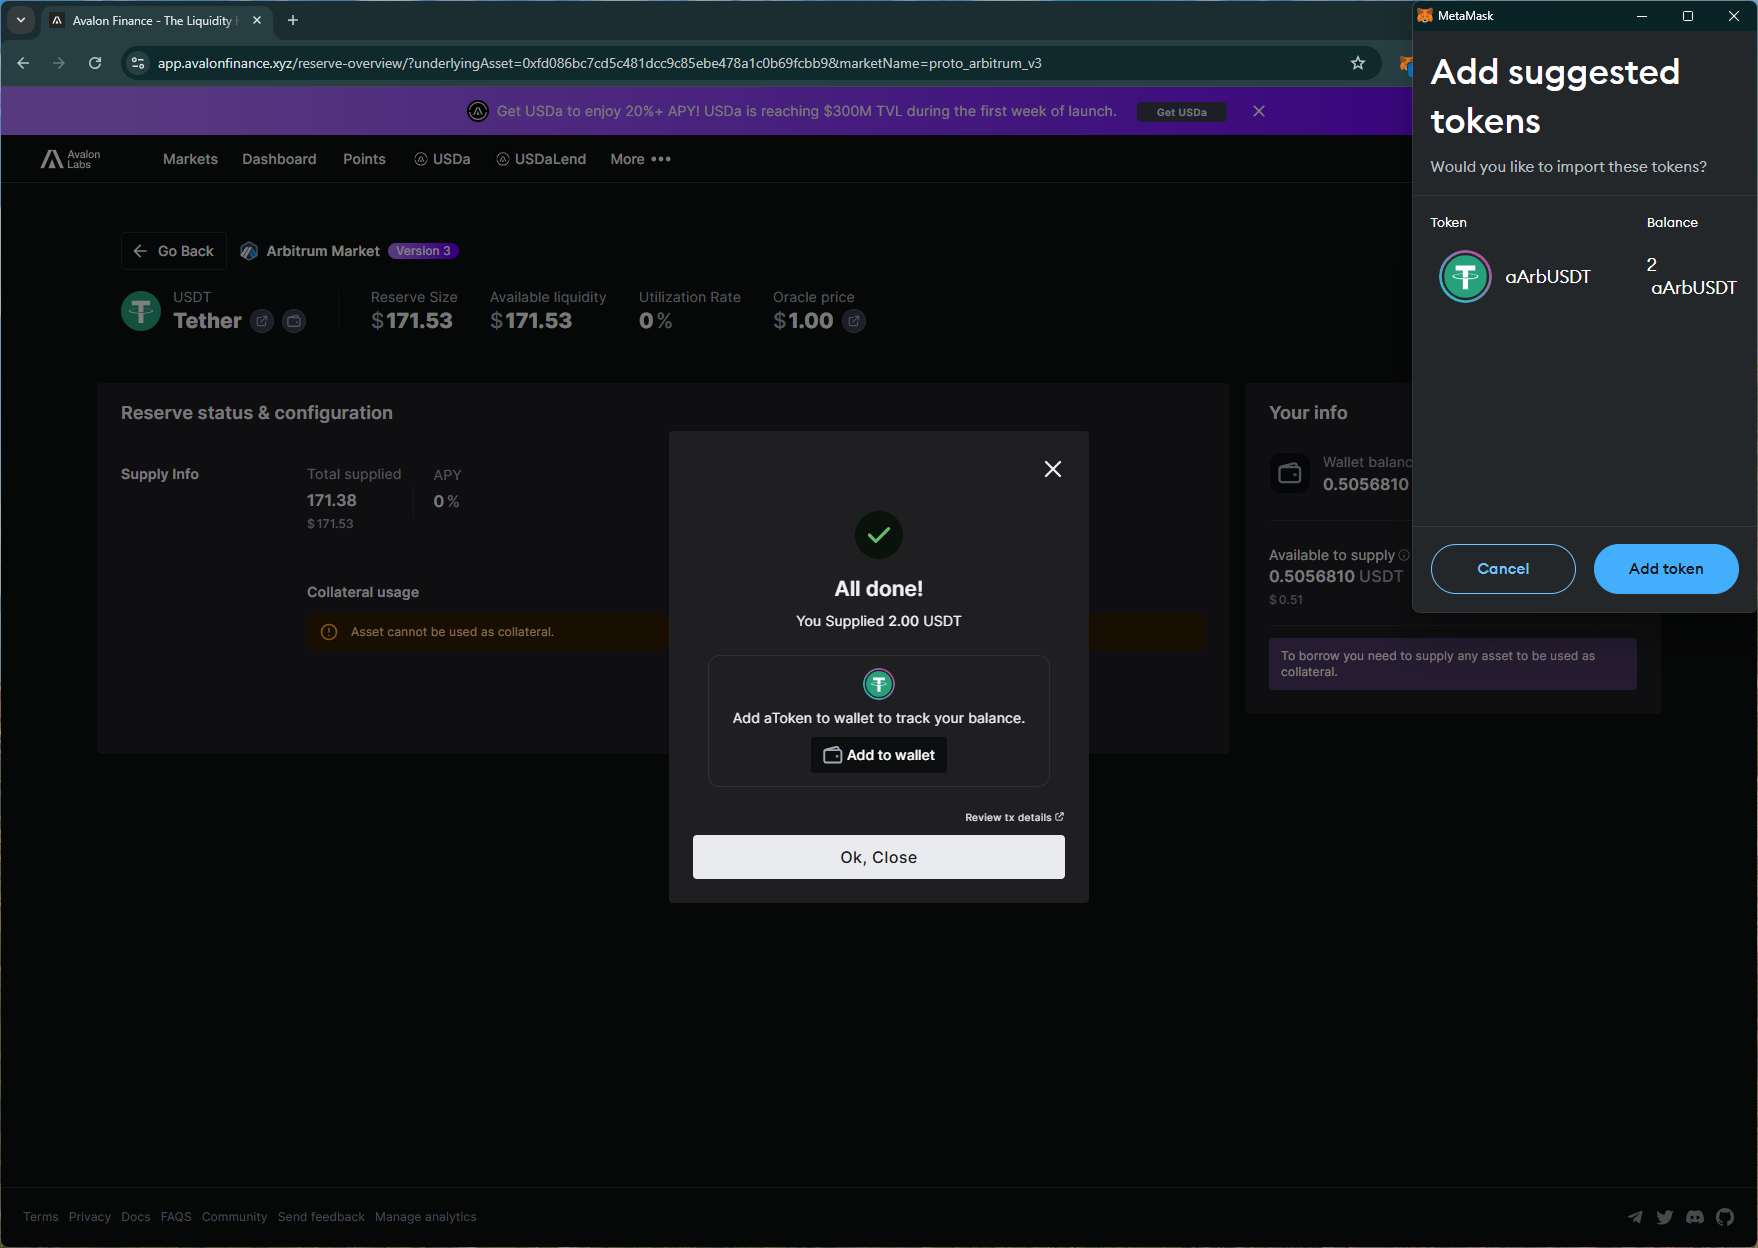 Avalon Finance - The Liquidity
app.avalonfinance.xyz/reserve-overview/?underlyingAsset=0xfd086bc7cd5c481dcc9c85ebe478a1c0b69fcbb9&marketName=proto_arbitrum_v3
Get USDa to enjoy 20%+ APY! USDa is reaching $300M TVL during the first week of launch.
Get USDa
Avalon
Labs
Markets
Dashboard
Points
USDa
USDaLend
More
Go Back
Arbitrum Market
Version 3
USDT
Tether
Reserve Size
$171.53
Available liquidity
$171.53
Utilization Rate
0%
Oracle price
$1.00
Reserve status & configuration
Supply Info
Total supplied
171.38
$171.53
APY
0%
Collateral usage
Asset cannot be used as collateral.
All done!
You Supplied 2.00 USDT
Add aToken to wallet to track your balance.
Add to wallet
Review tx details
Ok, Close
Your info
Wallet balanc
0.5056810
Available to supply
0.5056810 USDT
$0.51
To borrow you need to supply any asset to be used as
collateral.
MetaMask
Add suggested
tokens
Would you like to import these tokens?
Token
Balance
aArbUSDT
2
aArbUSDT
Cancel
Add token
Terms
Privacy
Docs
FAQS
Community
Send feedback
Manage analytics